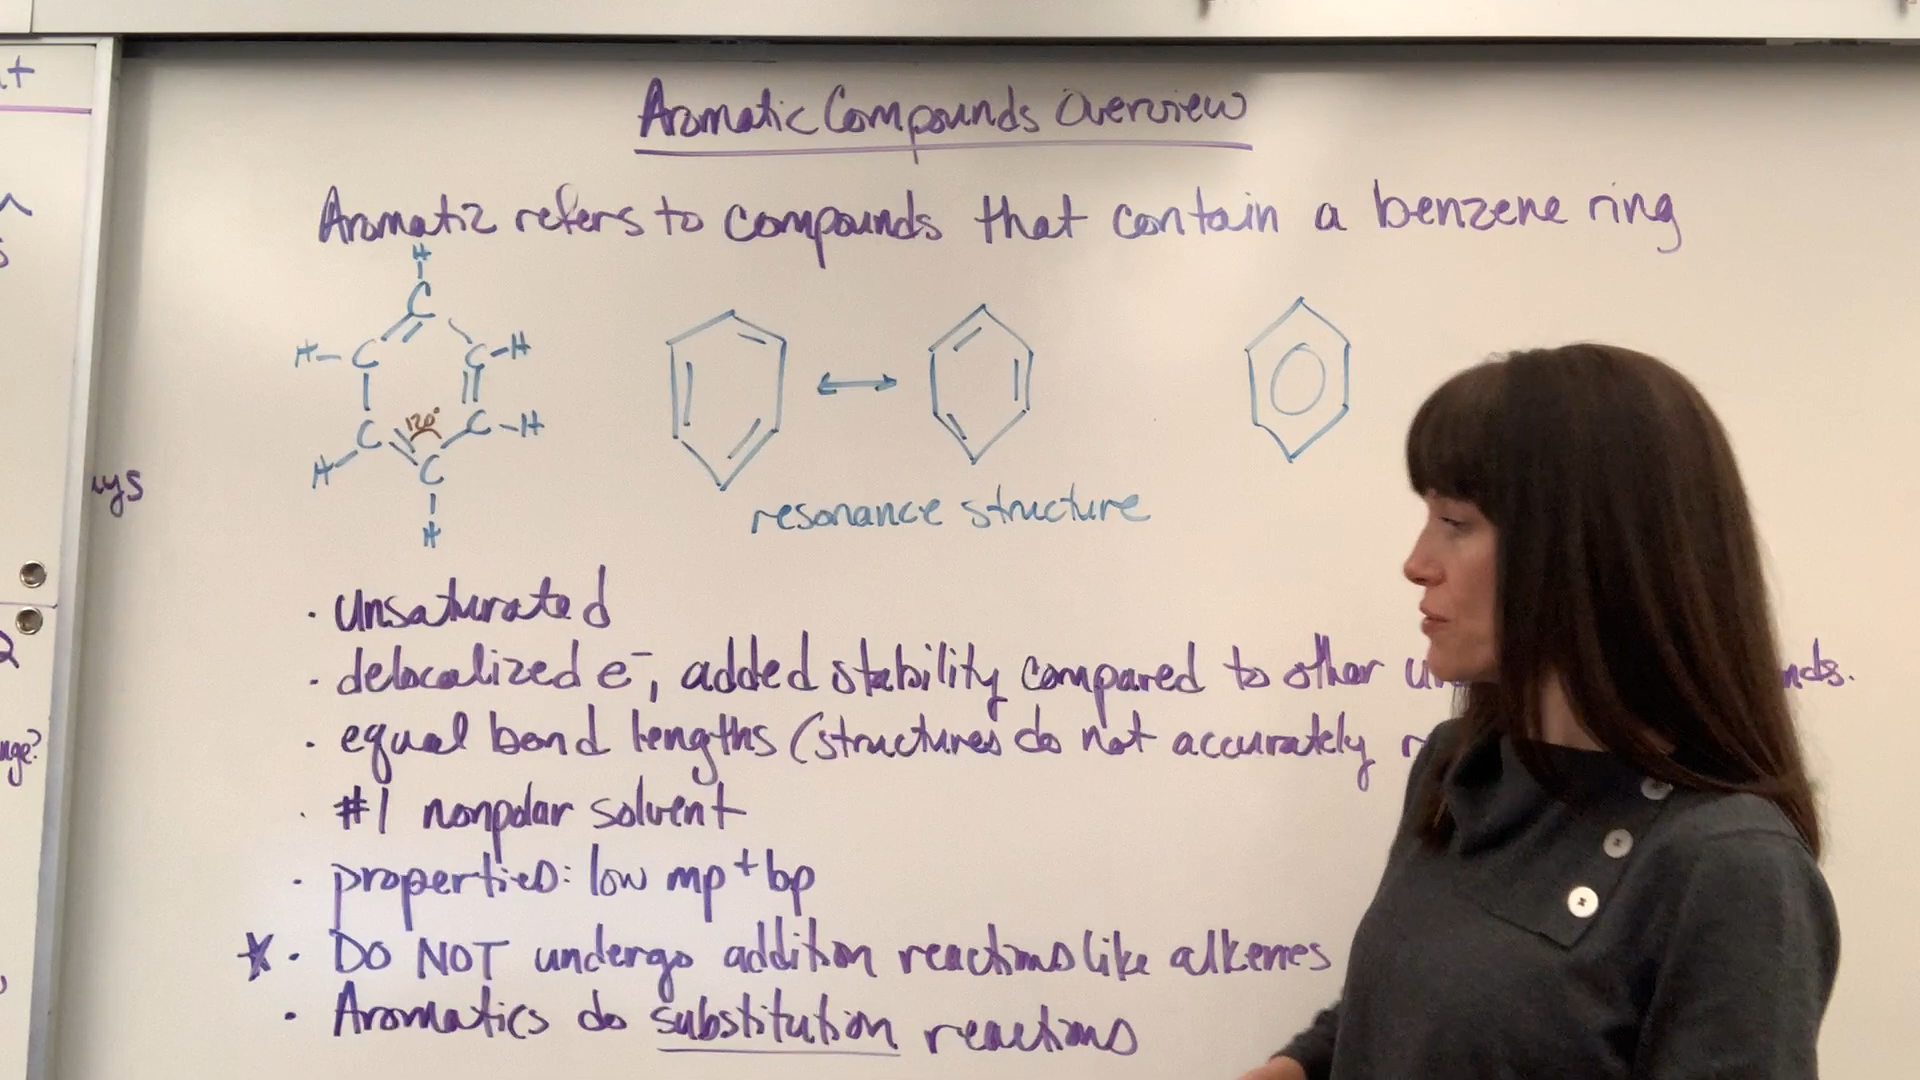 Aromatic Compounds Overview
Aromatic refers to compounds that contain a benzene ring
H
C
H-C C-H
120°
C C-H
H C
H
resonance structure
· unsaturated
· delocalized e⁻, added stability compared to other nds.
· equal bond lengths (structures do not accurately
· #1 nonpolar solvent
· properties: low mp + bp
* · Do NOT undergo addition reactions like alkenes
· Aromatics do substitution reactions